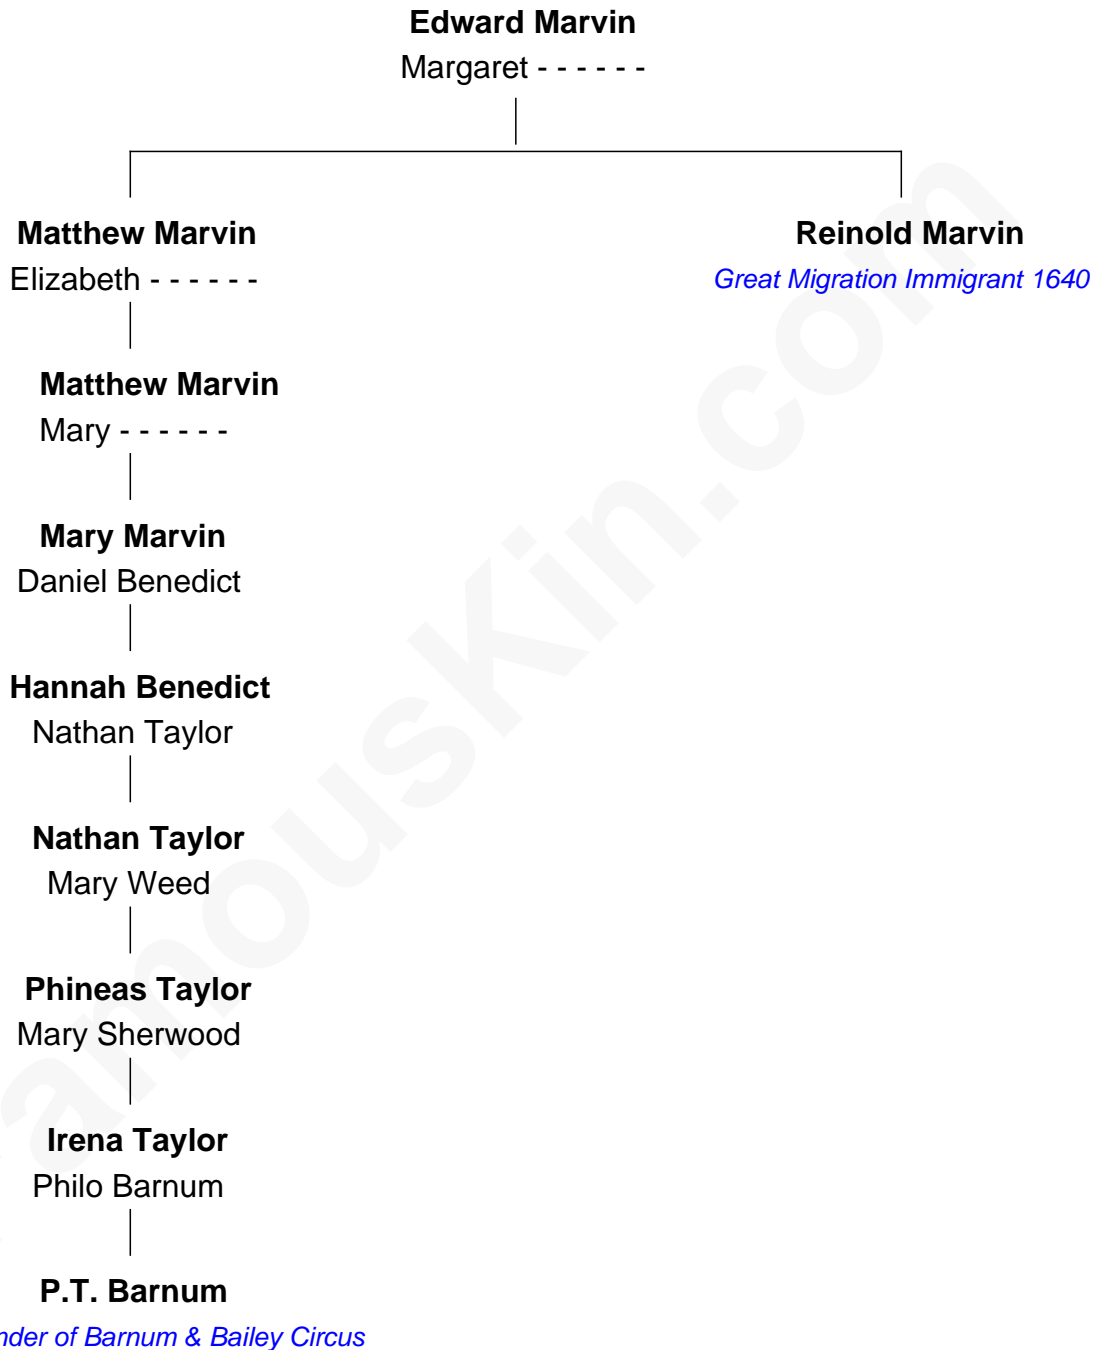 Edward Marvin
Margaret - - - - - -
Matthew Marvin
Elizabeth - - - - - -
Reinold Marvin
Great Migration Immigrant 1640
Matthew Marvin
Mary - - - - - -
Mary Marvin
Daniel Benedict
Hannah Benedict
Nathan Taylor
Nathan Taylor
Mary Weed
Phineas Taylor
Mary Sherwood
Irena Taylor
Philo Barnum
P.T. Barnum
nder of Barnum & Bailey Circus
amouskin.com